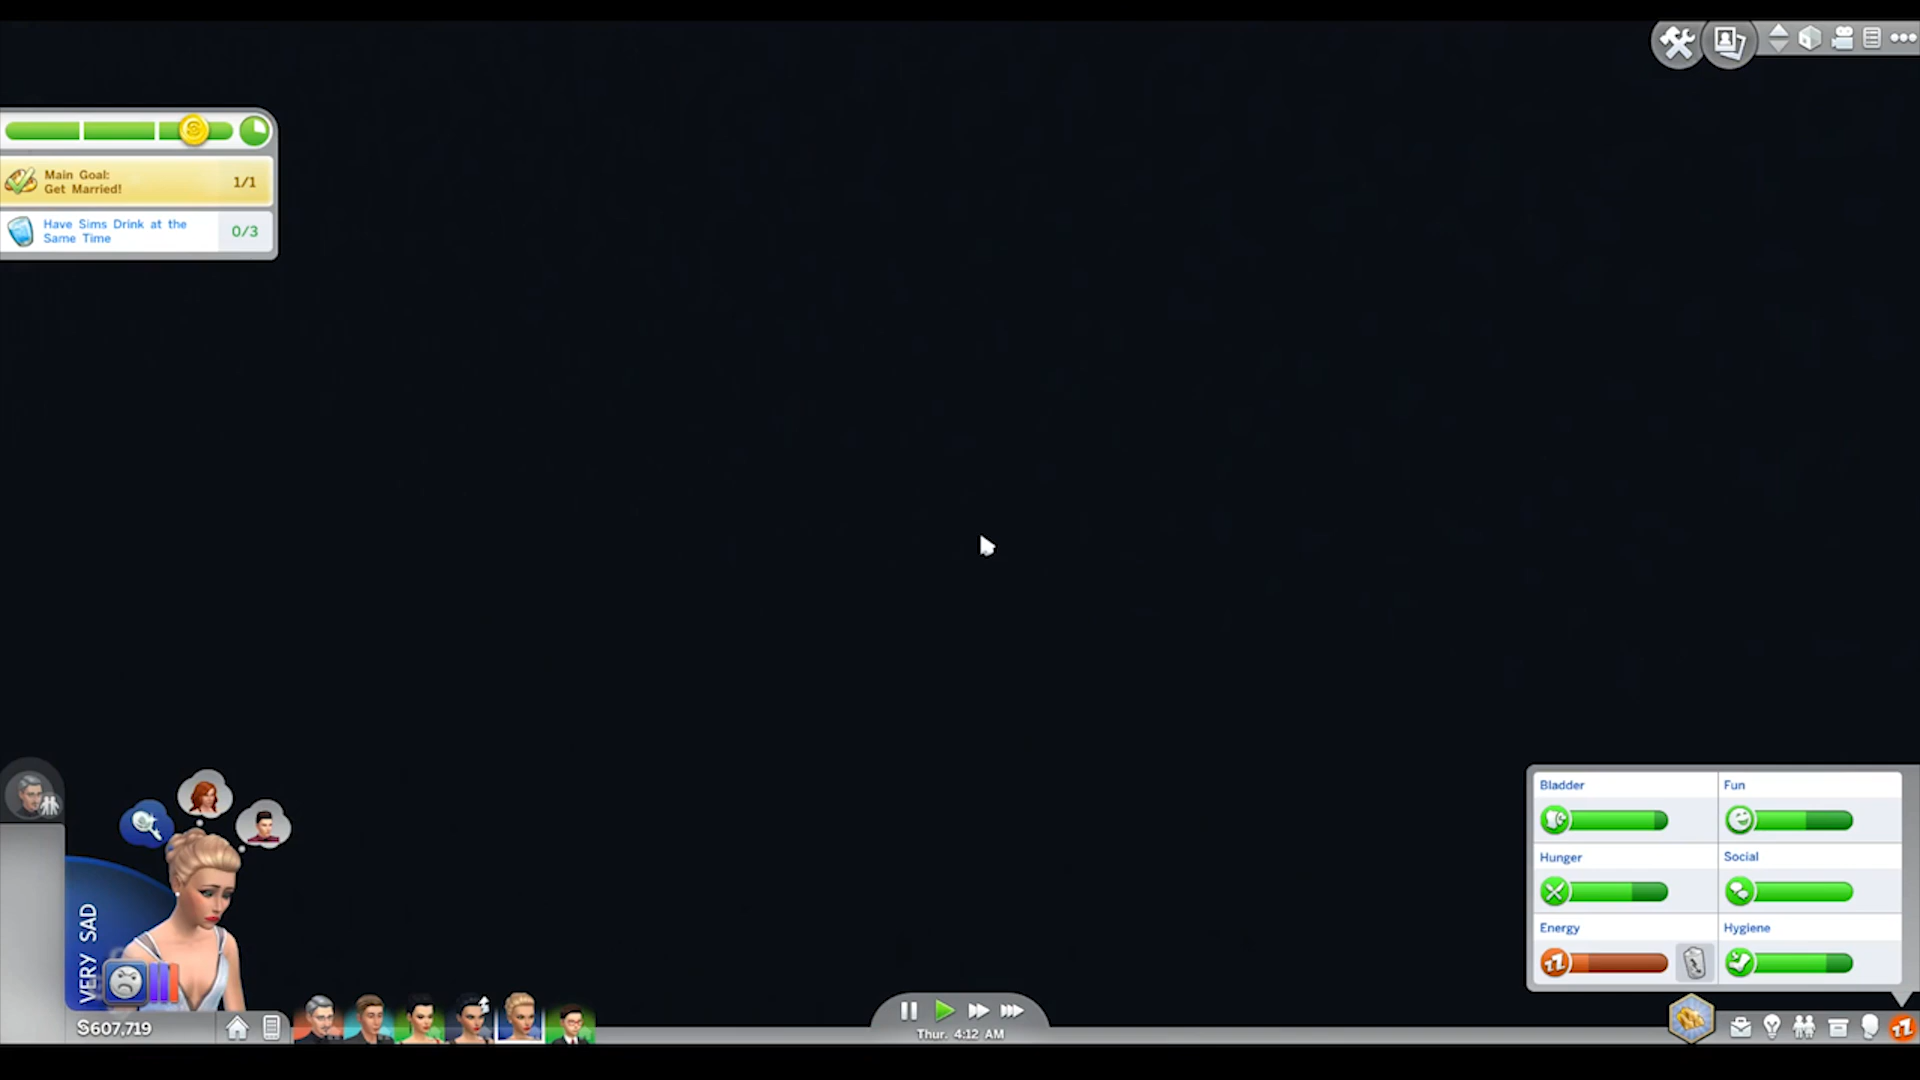 Main Goal:
Get Married!
1/1
Have Sims Drink at the
Same Time
0/3
Bladder
Fun
Hunger
Social
Energy
Hygiene
VERY SAD
§607,719
Thur. 4:12 AM